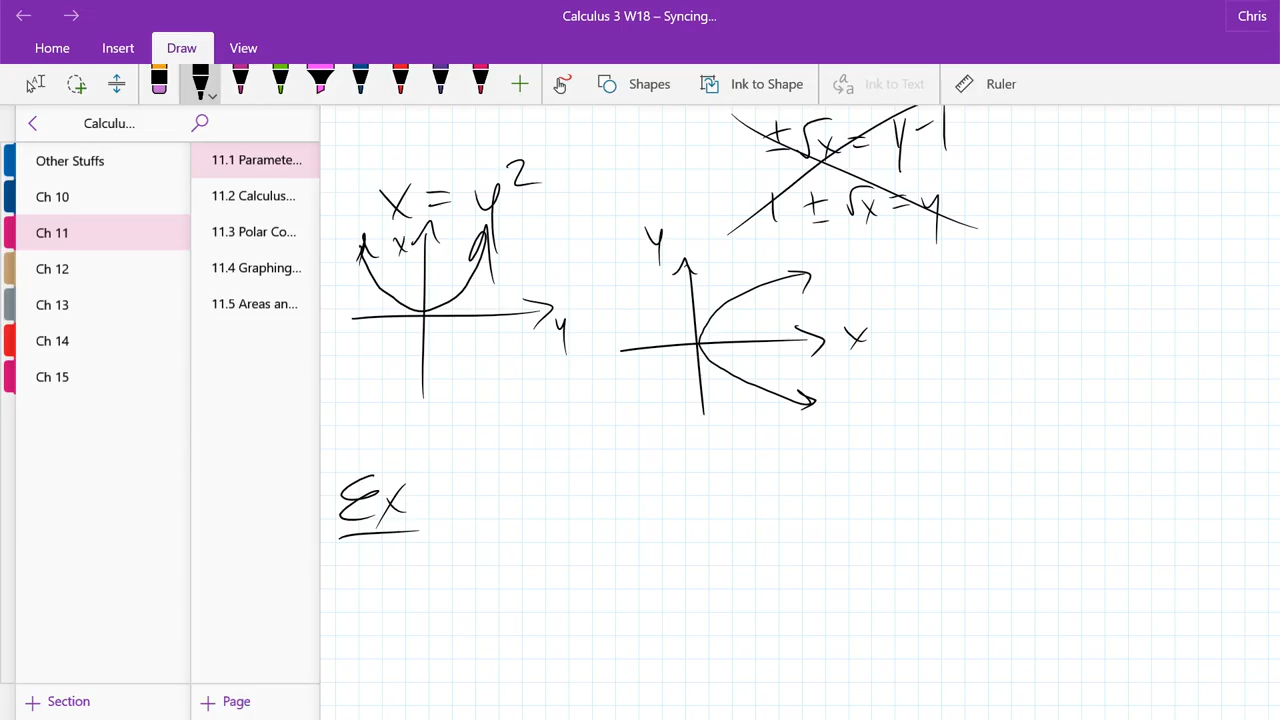 Calculus 3 W18 – Syncing...
Chris
Home Insert Draw View
Shapes Ink to Shape Ink to Text Ruler
Calcu...
Other Stuffs
Ch 10
Ch 11
Ch 12
Ch 13
Ch 14
Ch 15
Section
11.1 Paramete...
11.2 Calculus...
11.3 Polar Co...
11.4 Graphing...
11.5 Areas an...
Page
± √x = y - 1
1 ± √x = y
x = y²
x
y
y
x
Ex